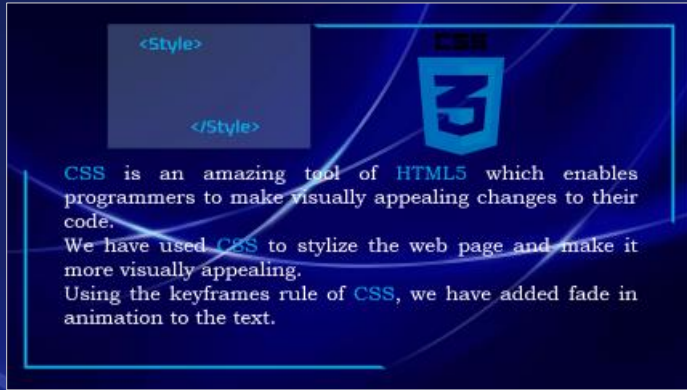 <Style>
CSS
</Style>
3
CSS is an amazing tool of HTML5 which enables
programmers to make visually appealing changes to their
code.
We have used CSS to stylize the web page and make it
more visually appealing.
Using the keyframes rule of CSS, we have added fade in
animation to the text.